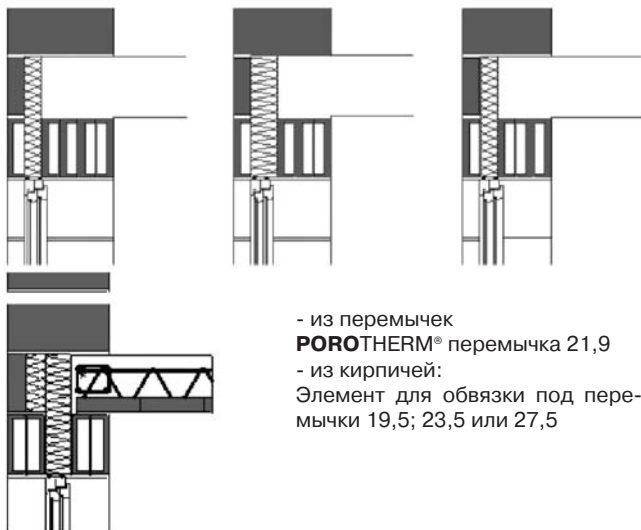 - из перемычек
POROTHERM® перемычка 21,9
- из кирпичей:
Элемент для обвязки под пере-
мычки 19,5; 23,5 или 27,5